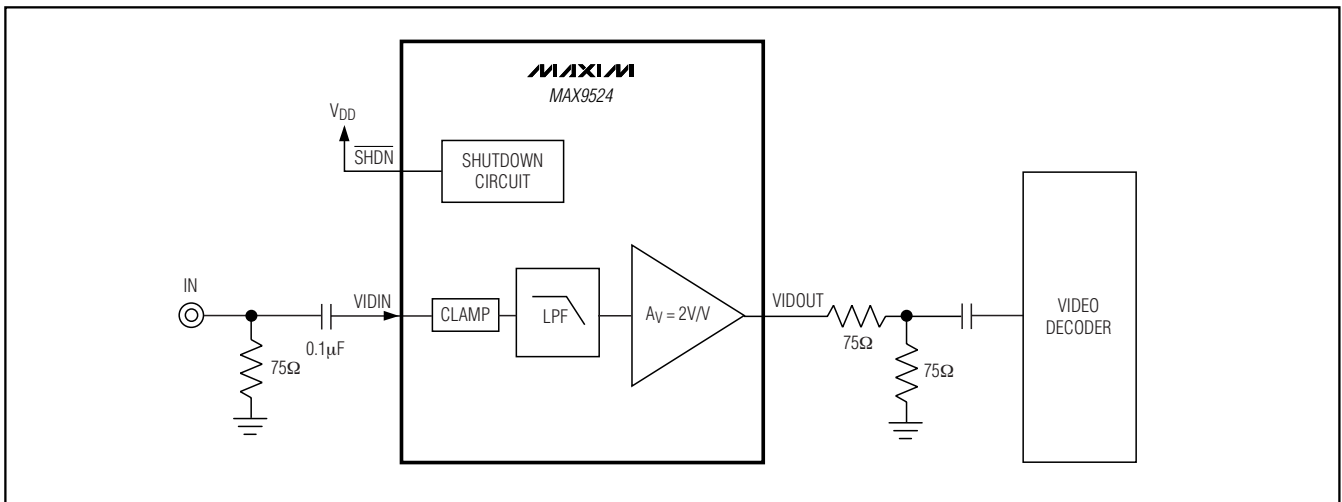 MAXIM
MAX9524
VDD
SHDN
SHUTDOWN
CIRCUIT
IN
0.1μF
75Ω
VIDIN
CLAMP
LPF
AV = 2V/V
VIDOUT
75Ω
75Ω
VIDEO
DECODER